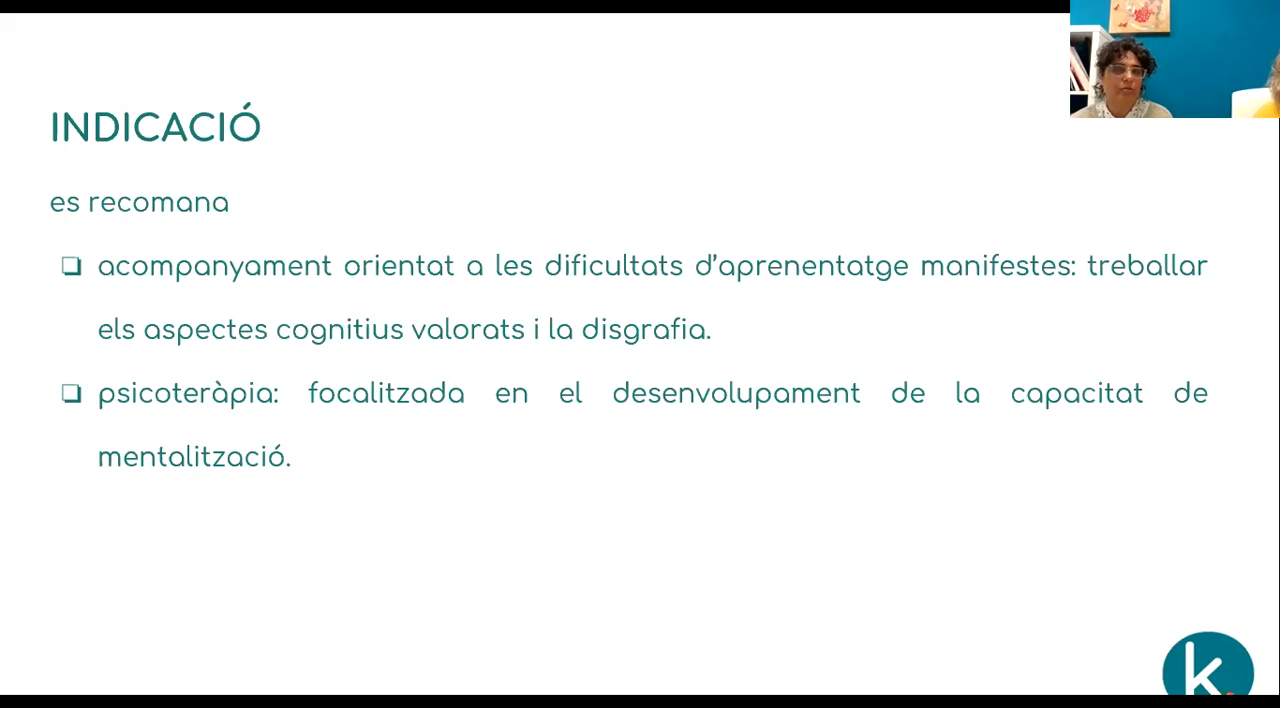 INDICACIÓ
es recomana
❏ acompanyament orientat a les dificultats d’aprenentatge manifestes: treballar
els aspectes cognitius valorats i la disgrafia.
❏ psicoteràpia: focalitzada en el desenvolupament de la capacitat de
mentalització.
k.